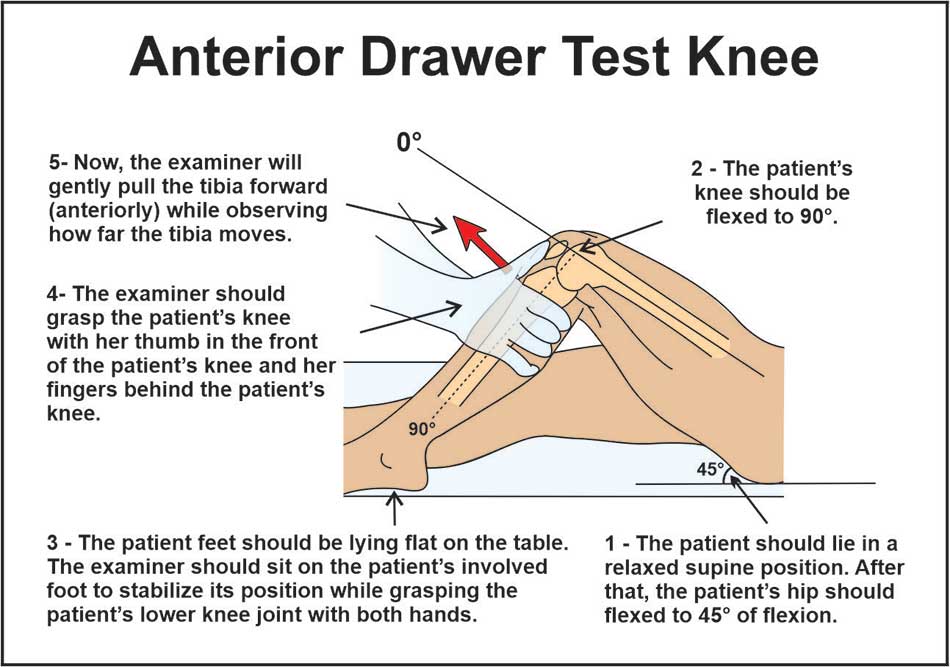 Anterior Drawer Test Knee
0°
5- Now, the examiner will
gently pull the tibia forward
(anteriorly) while observing
how far the tibia moves.
2 - The patient's
knee should be
flexed to 90°.
4- The examiner should
grasp the patient's knee
with her thumb in the front
of the patient's knee and her
fingers behind the patient's
knee.
90°
45°
3 - The patient feet should be lying flat on the table.
The examiner should sit on the patient's involved
foot to stabilize its position while grasping the
patient's lower knee joint with both hands.
1 - The patient should lie in a
relaxed supine position. After
that, the patient's hip should
flexed to 45° of flexion.